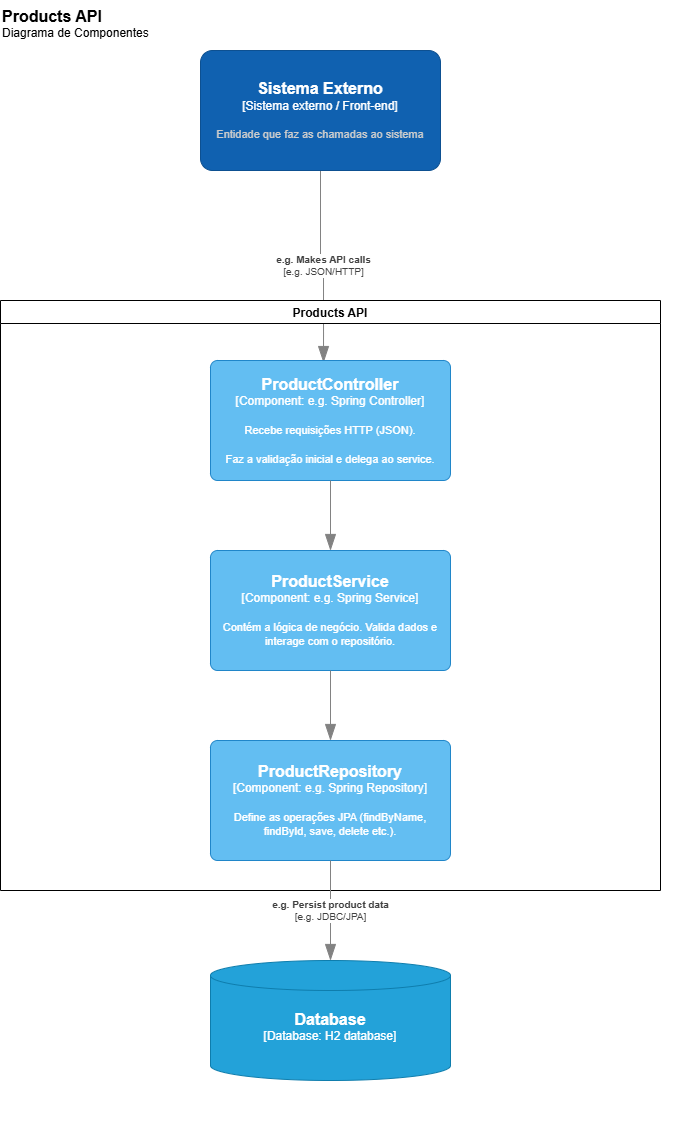 Products API
Diagrama de Componentes
Sistema Externo
[Sistema externo / Front-end]
Entidade que faz as chamadas ao sistema
e.g. Makes API calls
[e.g. JSON/HTTP]
Products API
ProductController
[Component: e.g. Spring Controller]
Recebe requisições HTTP (JSON).
Faz a validação inicial e delega ao service.
ProductService
[Component: e.g. Spring Service]
Contém a lógica de negócio. Valida dados e
interage com o repositório.
ProductRepository
[Component: e.g. Spring Repository]
Define as operações JPA (findByName,
findById, save, delete etc.).
e.g. Persist product data
[e.g. JDBC/JPA]
Database
[Database: H2 database]